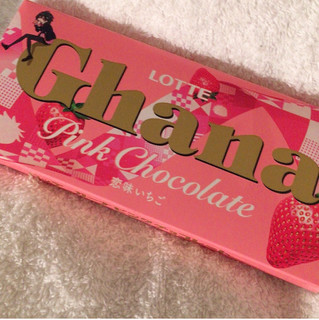 LOTTE
Ghana
Pink Chocolate
恋味いちご